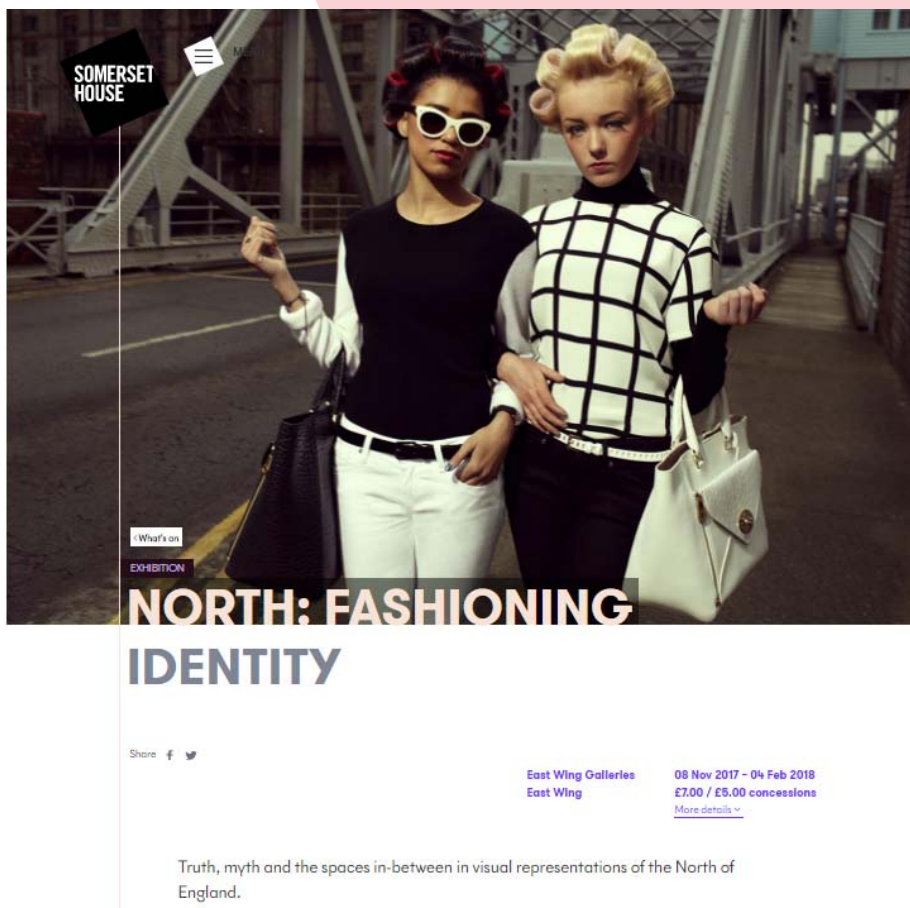 SOMERSET
HOUSE
MENU
<What's on
EXHIBITION
NORTH: FASHIONING
IDENTITY
Share
East Wing Galleries
East Wing
08 Nov 2017 - 04 Feb 2018
£7.00 / £5.00 concessions
More details
Truth, myth and the spaces in-between in visual representations of the North of
England.